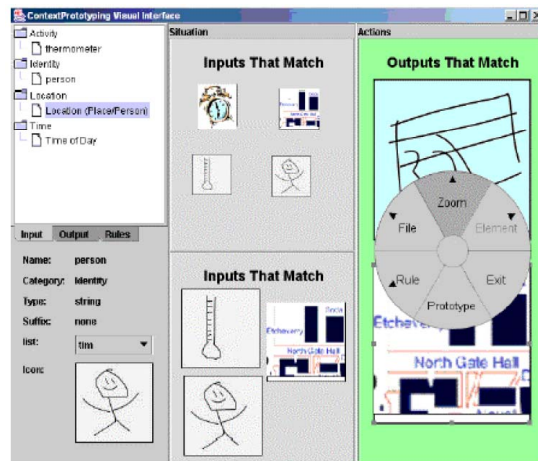 ContextPrototyping Visual Interface
Activity
thermometer
Identity
person
Location
Location (Place/Person)
Time
Time of Day
Input Output Rules
Name: person
Category: Identity
Type: string
Suffix: none
list: tim
Icon:
Situation
Inputs That Match
Etcheverry
Inputs That Match
Soda
Etcheverry
North Gate Hall
Actions
Outputs That Match
Zoom
File
Element
Rule
Exit
Prototype
Etcheve
North Gate Hall